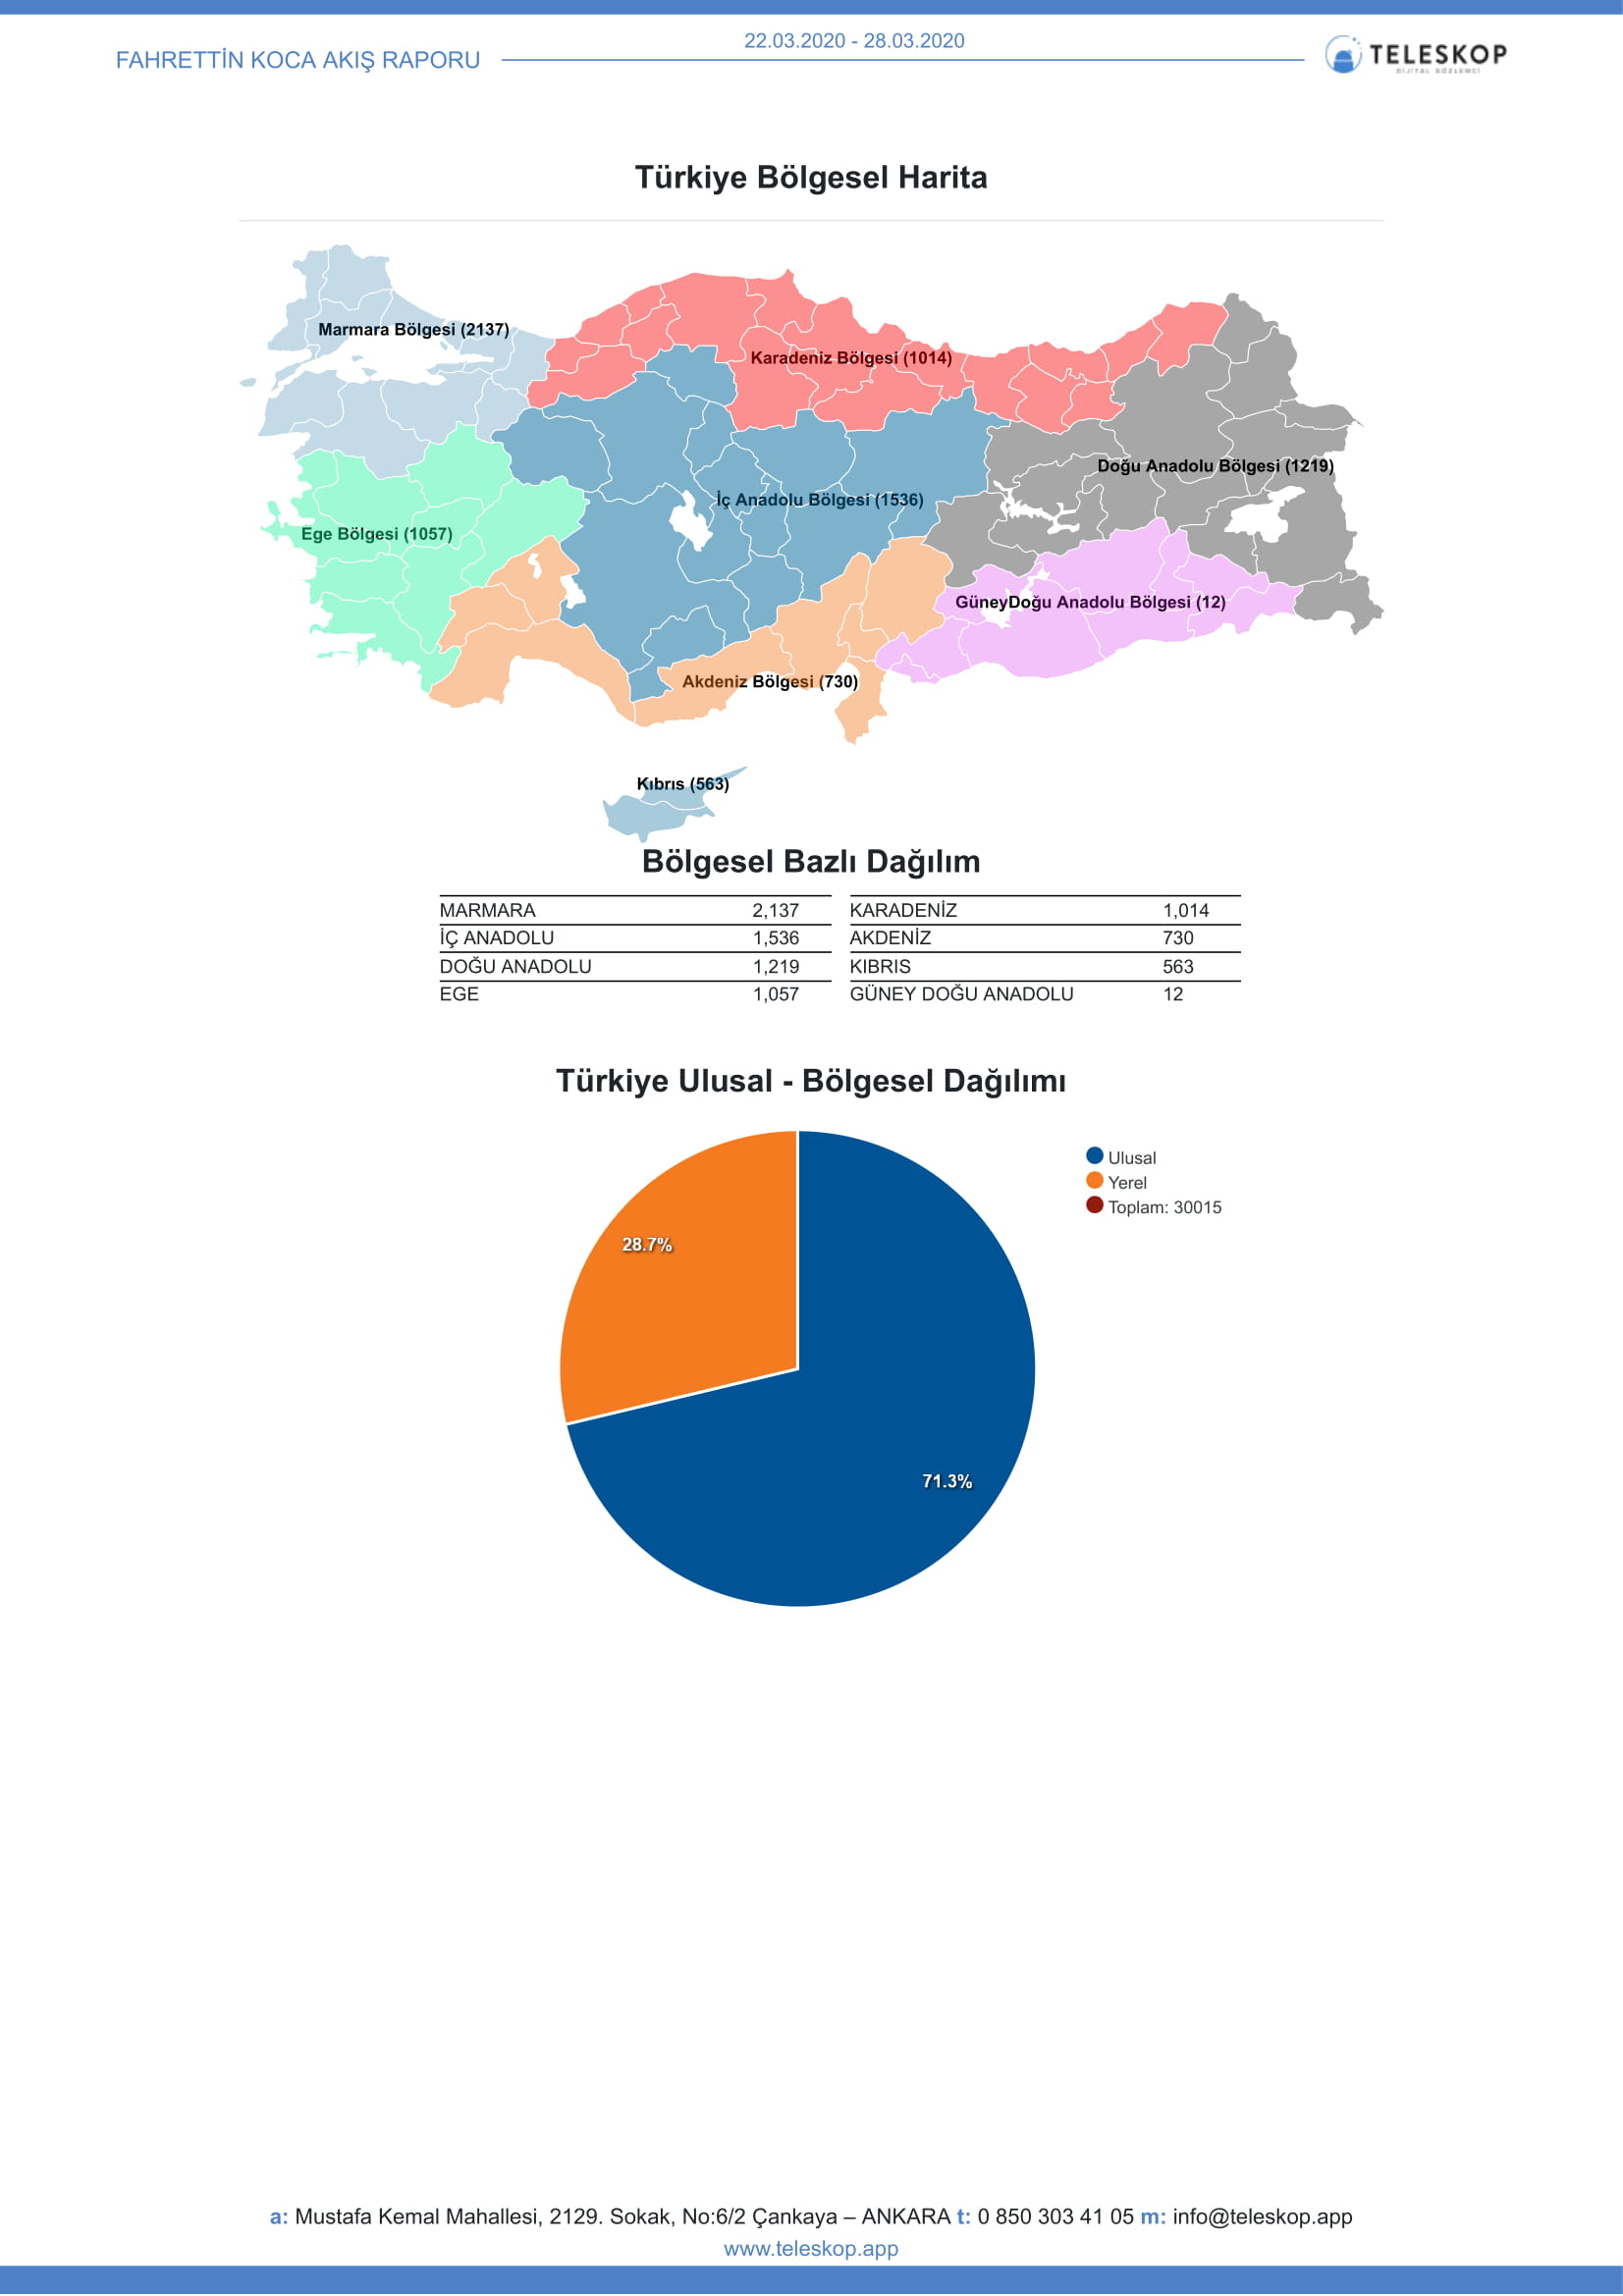 22.03.2020 - 28.03.2020
FAHRETTİN KOCA AKIŞ RAPORU
TELESKOP
DİJİTAL GÖZLEMCİ
Türkiye Bölgesel Harita
Marmara Bölgesi (2137)
Karadeniz Bölgesi (1014)
Doğu Anadolu Bölgesi (1219)
İç Anadolu Bölgesi (1536)
Ege Bölgesi (1057)
GüneyDoğu Anadolu Bölgesi (12)
Akdeniz Bölgesi (730)
Kıbrıs (563)
Bölgesel Bazlı Dağılım
MARMARA 2,137 KARADENİZ 1,014
İÇ ANADOLU 1,536 AKDENİZ 730
DOĞU ANADOLU 1,219 KIBRIS 563
EGE 1,057 GÜNEY DOĞU ANADOLU 12
Türkiye Ulusal - Bölgesel Dağılımı
Ulusal
Yerel
Toplam: 30015
28.7%
71.3%
a: Mustafa Kemal Mahallesi, 2129. Sokak, No:6/2 Çankaya – ANKARA t: 0 850 303 41 05 m: info@teleskop.app
www.teleskop.app